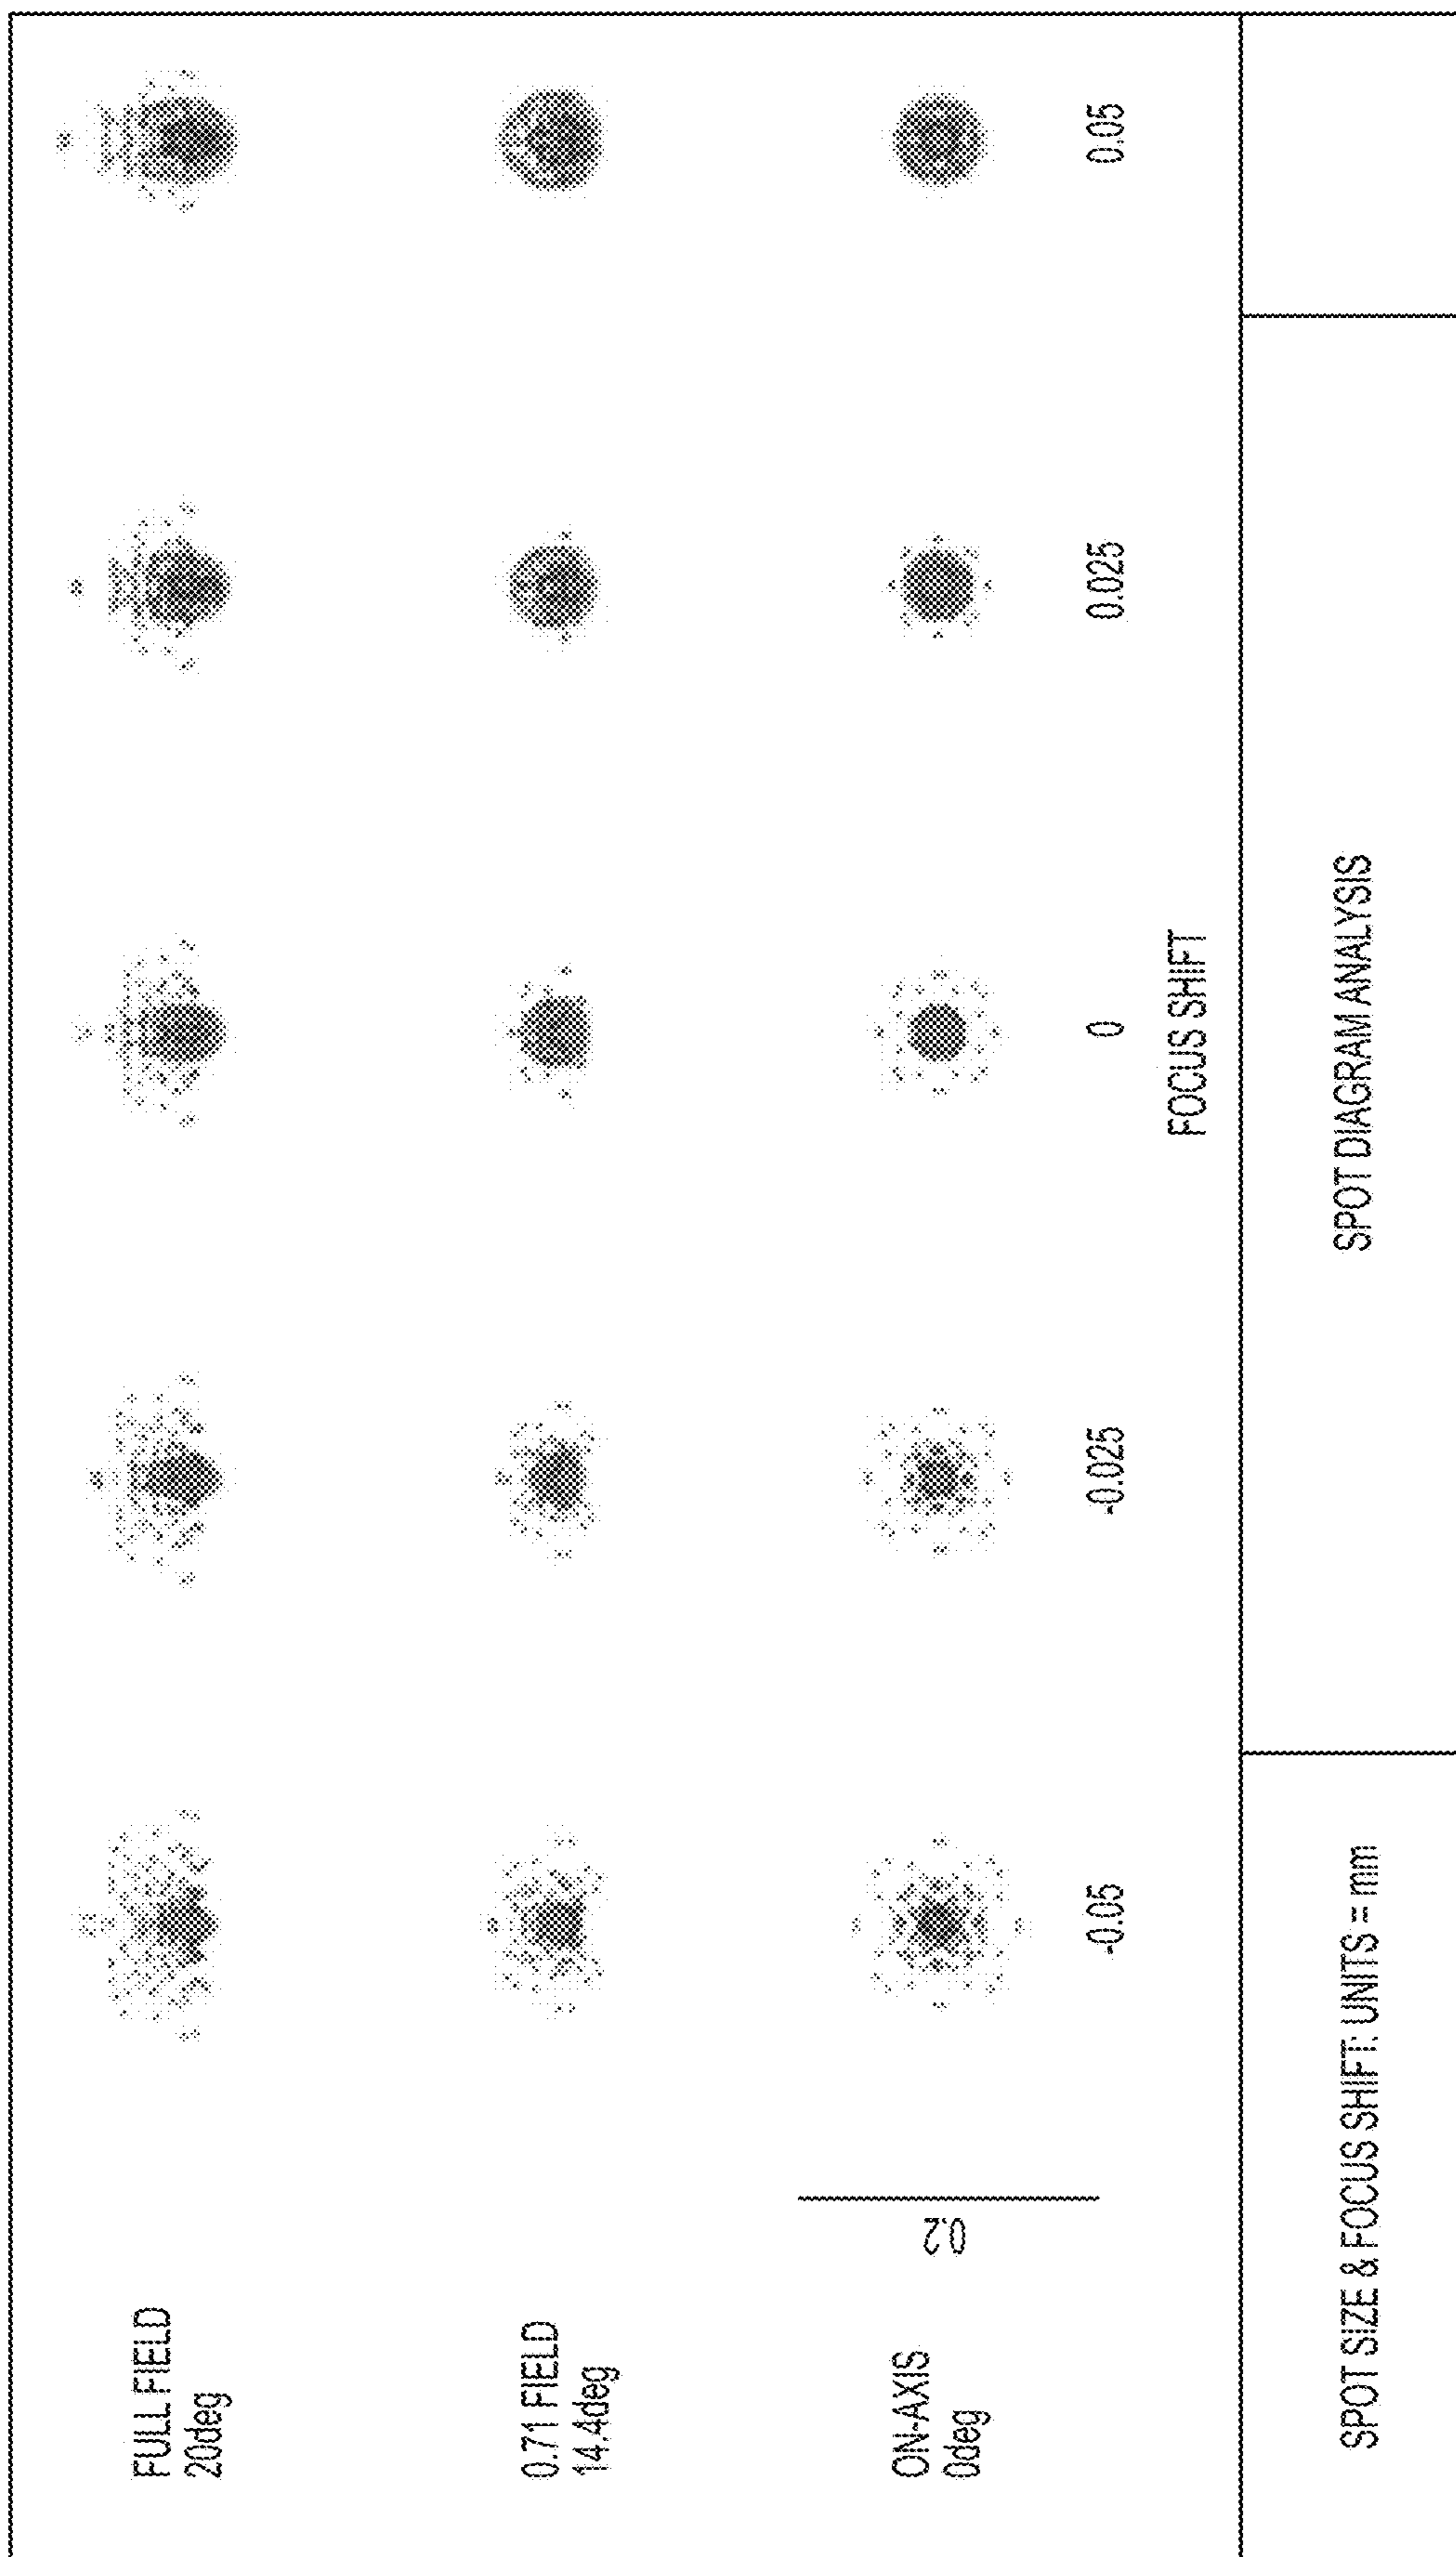 FULL FIELD
20deg
0.71 FIELD
14.4deg
ON-AXIS
0deg
0.2
-0.05
-0.025
0
0.025
0.05
FOCUS SHIFT
SPOT SIZE & FOCUS SHIFT: UNITS = mm
SPOT DIAGRAM ANALYSIS